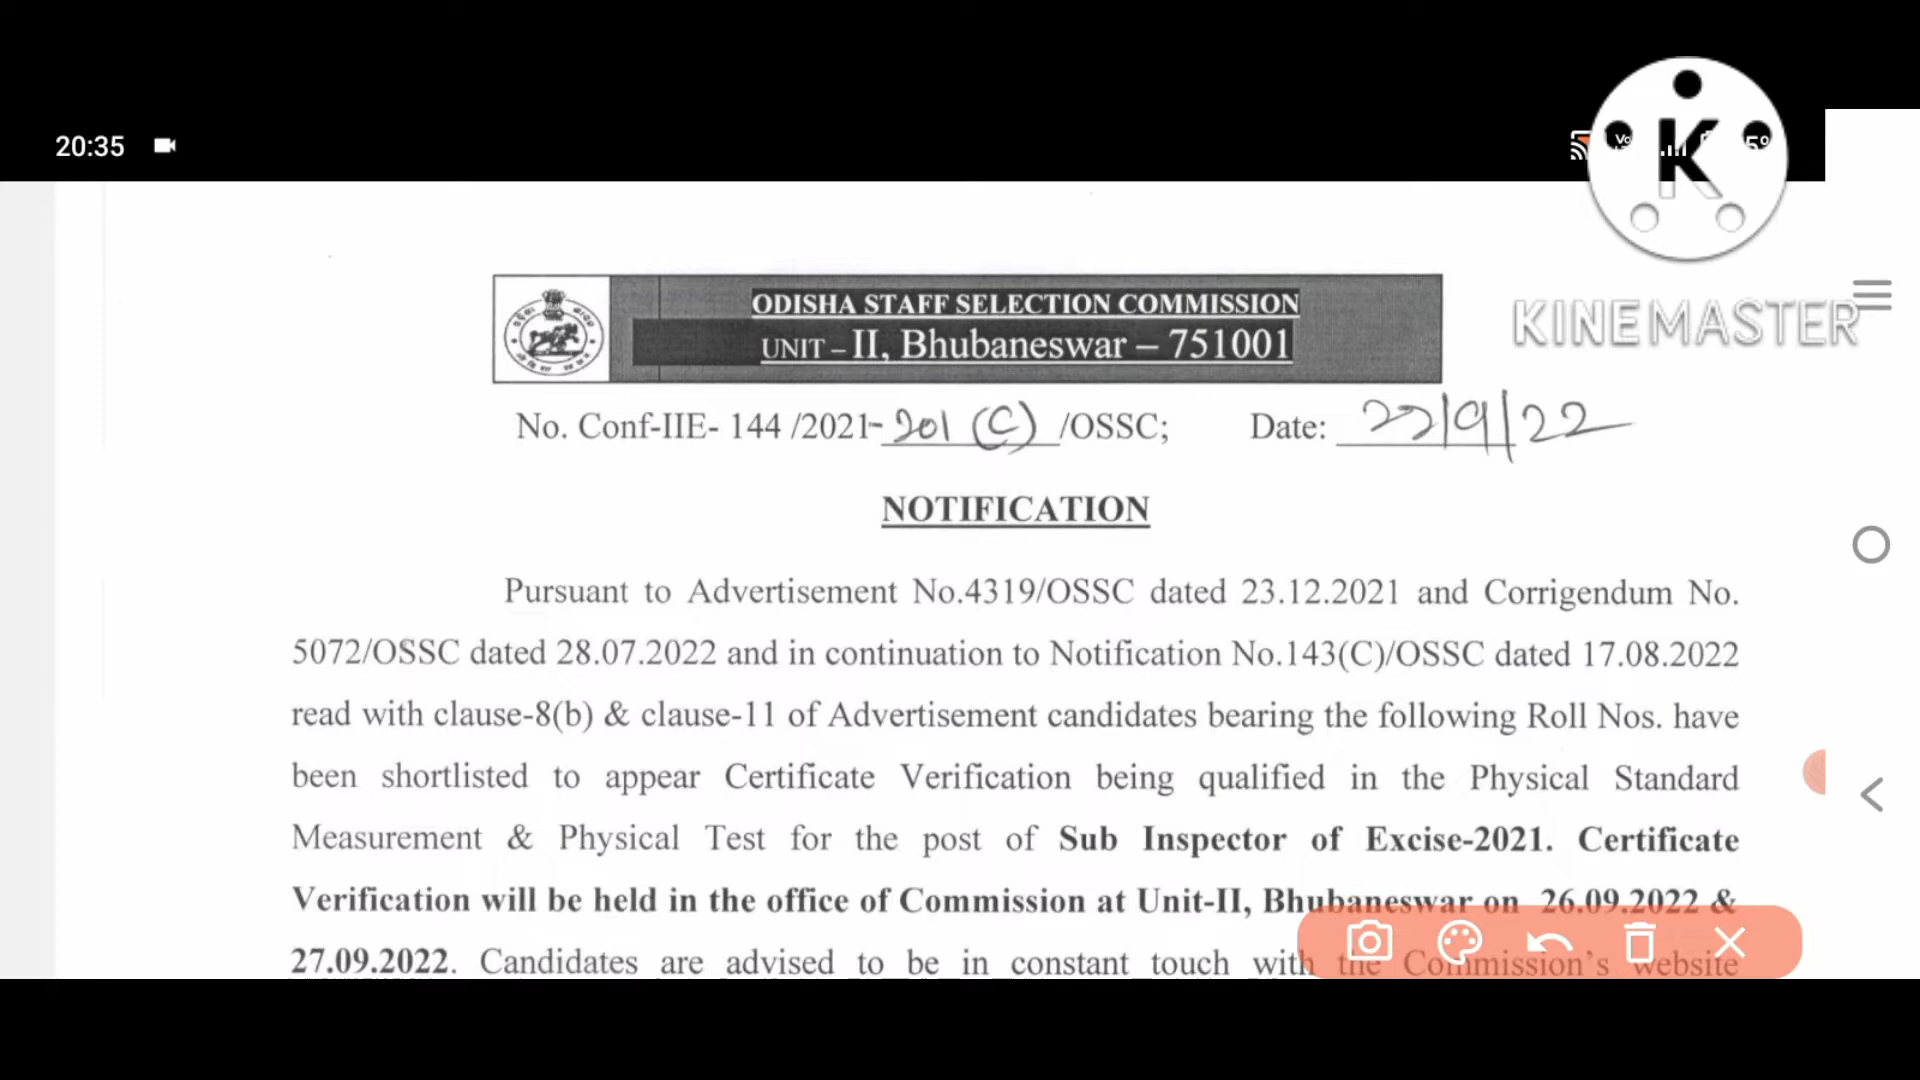 20:35
K
KINEMASTER
ODISHA STAFF SELECTION COMMISSION
UNIT – II, Bhubaneswar – 751001
No. Conf-IIE- 144 /2021- 201 (C) /OSSC; Date: 22/9/22
NOTIFICATION
Pursuant to Advertisement No.4319/OSSC dated 23.12.2021 and Corrigendum No.
5072/OSSC dated 28.07.2022 and in continuation to Notification No.143(C)/OSSC dated 17.08.2022
read with clause-8(b) & clause-11 of Advertisement candidates bearing the following Roll Nos. have
been shortlisted to appear Certificate Verification being qualified in the Physical Standard
Measurement & Physical Test for the post of Sub Inspector of Excise-2021. Certificate
Verification will be held in the office of Commission at Unit-II, Bhubaneswar on 26.09.2022 &
27.09.2022. Candidates are advised to be in constant touch with the Commission's website